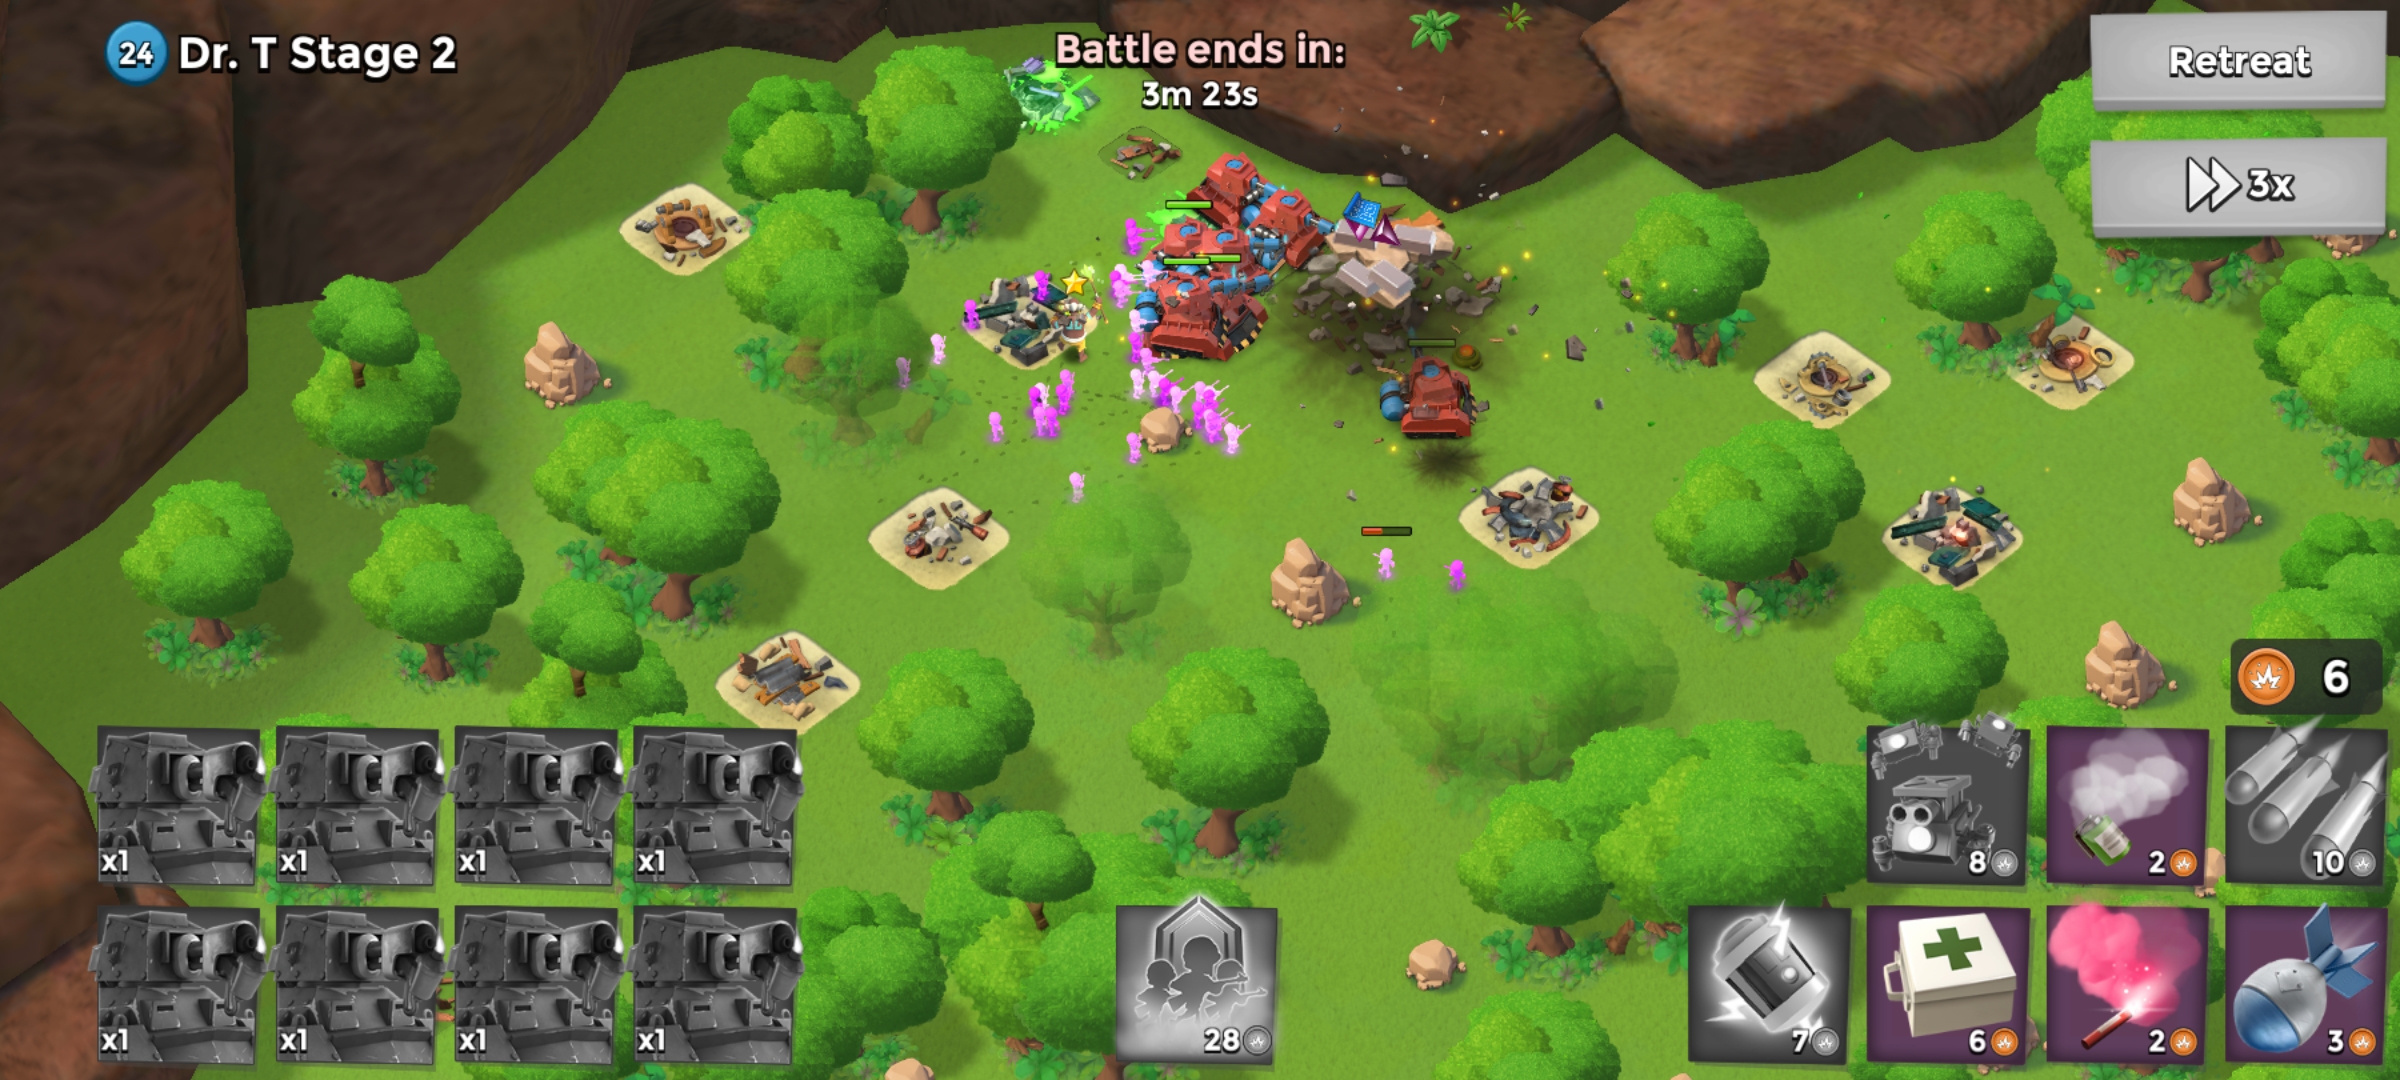 24 Dr. T Stage 2
Battle ends in:
3m 23s
Retreat
3x
6
8
2
10
x1 x1 x1 x1
x1 x1 x1 x1
28
7
6
2
3